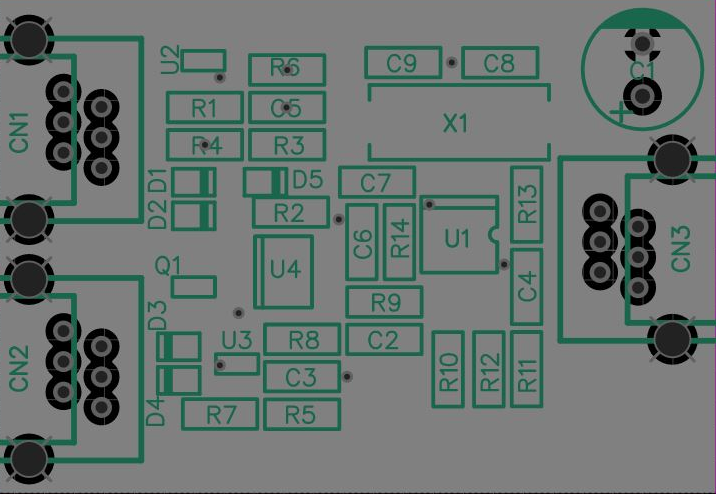 U2
R6
C9
C8
C1
+
R1
C5
X1
CN1
R4
R3
D1
D5
C7
R13
D2
R2
C6
R14
U1
CN3
Q1
U4
C4
R9
D3
U3
R8
C2
CN2
C3
R10
R12
R11
D4
R7
R5